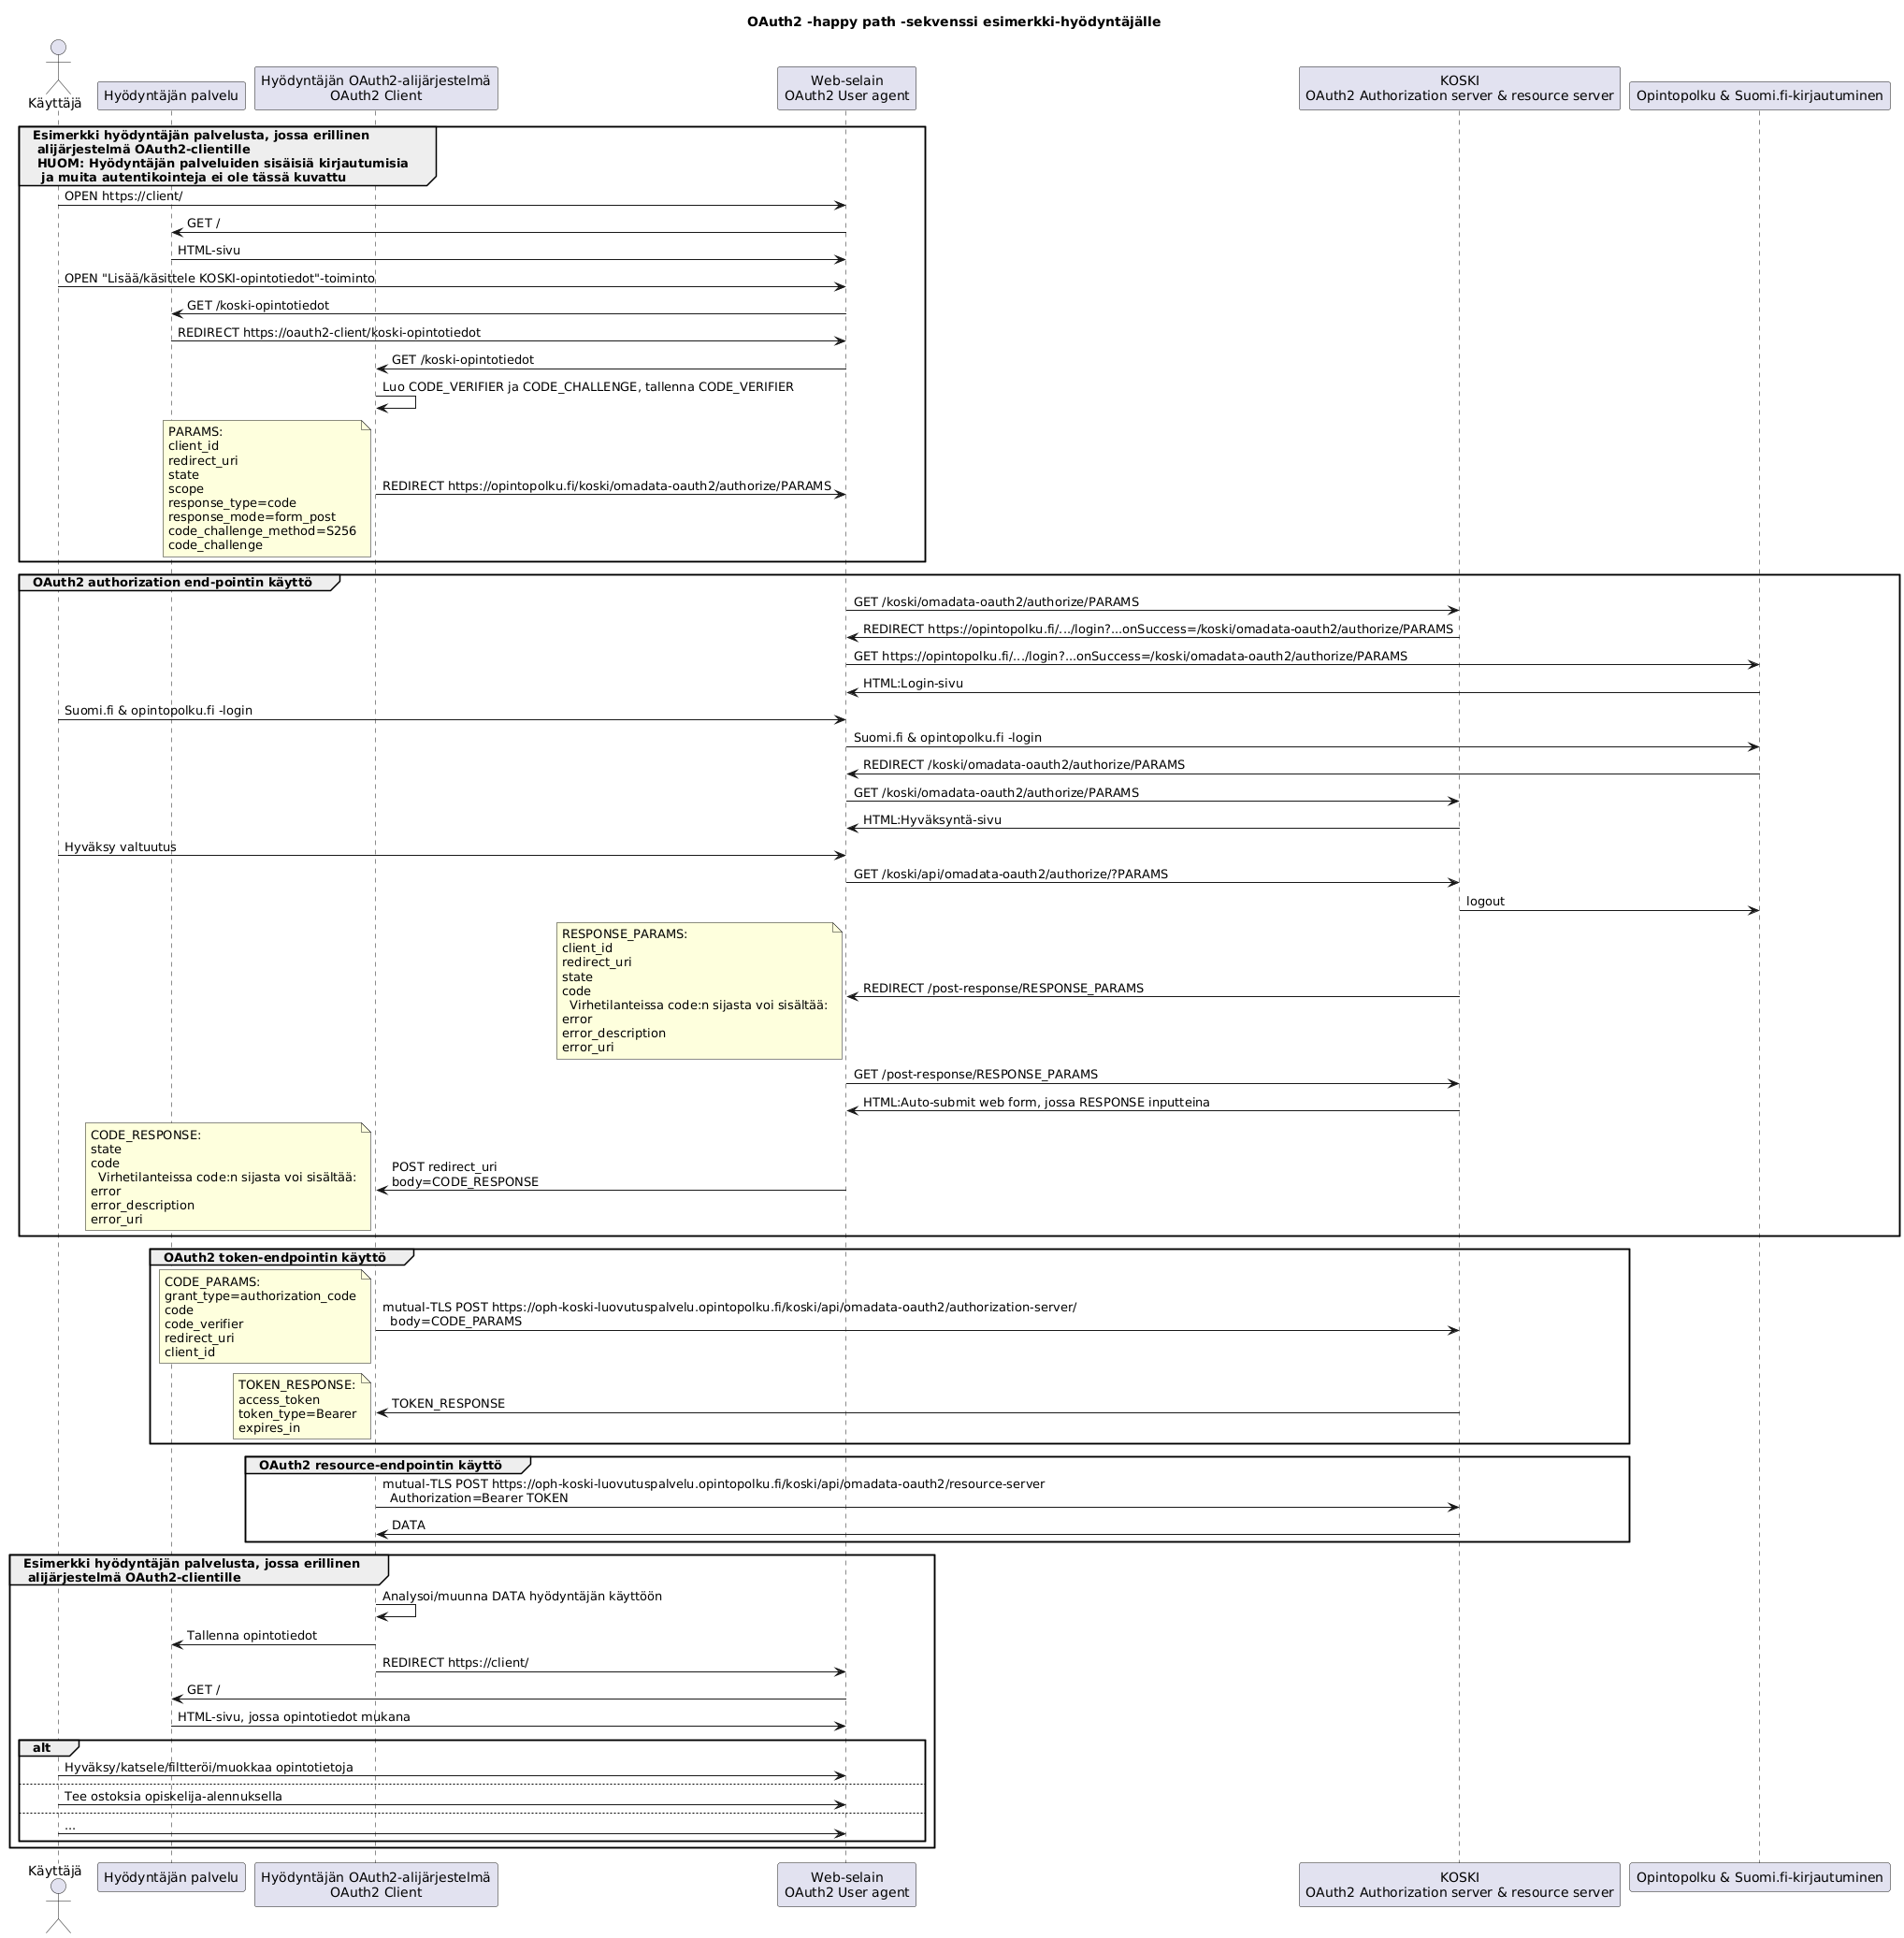 OAuth2 -happy path -sekvenssi esimerkki-hyödyntäjälle
Käyttäjä
Hyödyntäjän palvelu
Hyödyntäjän OAuth2-alijärjestelmä
OAuth2 Client
Web-selain
OAuth2 User agent
KOSKI
OAuth2 Authorization server & resource server
Opintopolku & Suomi.fi-kirjautuminen
Esimerkki hyödyntäjän palvelusta, jossa erillinen
alijärjestelmä OAuth2-clientille
HUOM: Hyödyntäjän palveluiden sisäisiä kirjautumisia
ja muita autentikointeja ei ole tässä kuvattu
OPEN https://client/
GET /
HTML-sivu
OPEN "Lisää/käsittele KOSKI-opintotiedot"-toiminto
GET /koski-opintotiedot
REDIRECT https://oauth2-client/koski-opintotiedot
GET /koski-opintotiedot
Luo CODE_VERIFIER ja CODE_CHALLENGE, tallenna CODE_VERIFIER
PARAMS:
client_id
redirect_uri
state
scope
response_type=code
response_mode=form_post
code_challenge_method=S256
code_challenge
REDIRECT https://opintopolku.fi/koski/omadata-oauth2/authorize/PARAMS
OAuth2 authorization end-pointin käyttö
GET /koski/omadata-oauth2/authorize/PARAMS
REDIRECT https://opintopolku.fi/.../login?...onSuccess=/koski/omadata-oauth2/authorize/PARAMS
GET https://opintopolku.fi/.../login?...onSuccess=/koski/omadata-oauth2/authorize/PARAMS
HTML:Login-sivu
Suomi.fi & opintopolku.fi -login
Suomi.fi & opintopolku.fi -login
REDIRECT /koski/omadata-oauth2/authorize/PARAMS
GET /koski/omadata-oauth2/authorize/PARAMS
HTML:Hyväksyntä-sivu
Hyväksy valtuutus
GET /koski/api/omadata-oauth2/authorize/?PARAMS
logout
RESPONSE_PARAMS:
client_id
redirect_uri
state
code
Virhetilanteissa code:n sijasta voi sisältää:
error
error_description
error_uri
REDIRECT /post-response/RESPONSE_PARAMS
GET /post-response/RESPONSE_PARAMS
HTML:Auto-submit web form, jossa RESPONSE inputteina
CODE_RESPONSE:
state
code
Virhetilanteissa code:n sijasta voi sisältää:
error
error_description
error_uri
POST redirect_uri
body=CODE_RESPONSE
OAuth2 token-endpointin käyttö
CODE_PARAMS:
grant_type=authorization_code
code
code_verifier
redirect_uri
client_id
mutual-TLS POST https://oph-koski-luovutuspalvelu.opintopolku.fi/koski/api/omadata-oauth2/authorization-server/
body=CODE_PARAMS
TOKEN_RESPONSE:
access_token
token_type=Bearer
expires_in
TOKEN_RESPONSE
OAuth2 resource-endpointin käyttö
mutual-TLS POST https://oph-koski-luovutuspalvelu.opintopolku.fi/koski/api/omadata-oauth2/resource-server
Authorization=Bearer TOKEN
DATA
Esimerkki hyödyntäjän palvelusta, jossa erillinen
alijärjestelmä OAuth2-clientille
Analysoi/muunna DATA hyödyntäjän käyttöön
Tallenna opintotiedot
REDIRECT https://client/
GET /
HTML-sivu, jossa opintotiedot mukana
alt
Hyväksy/katsele/filtteröi/muokkaa opintotietoja
Tee ostoksia opiskelija-alennuksella
...
Käyttäjä
Hyödyntäjän palvelu
Hyödyntäjän OAuth2-alijärjestelmä
OAuth2 Client
Web-selain
OAuth2 User agent
KOSKI
OAuth2 Authorization server & resource server
Opintopolku & Suomi.fi-kirjautuminen